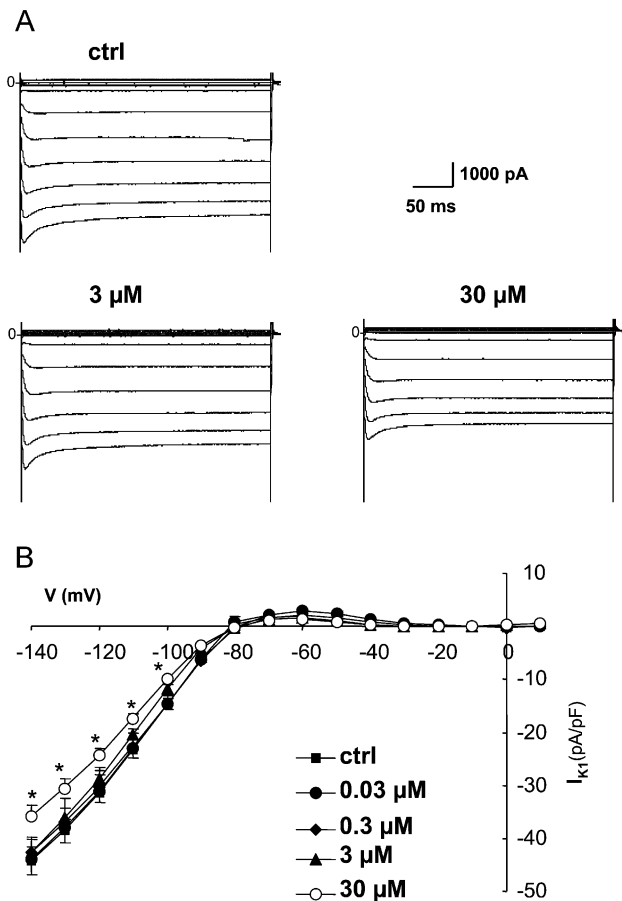 A
ctrl
0
1000 pA
50 ms
3 µM
30 µM
0
0
B
V (mV)
10
-140 -120 -100 -80 -60 -40 -20 0
-10
-20
-30
-40
-50
I_K1 (pA/pF)
* * * * *
ctrl
0.03 µM
0.3 µM
3 µM
30 µM